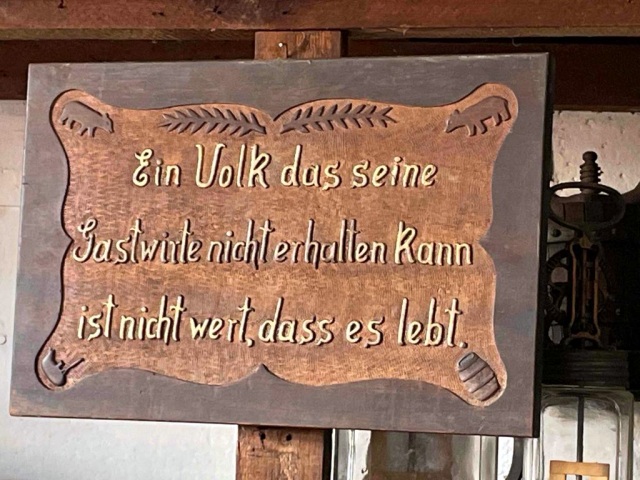 Ein Volk das seine
Gastwirte nicht erhalten kann
ist nicht wert, dass es lebt.